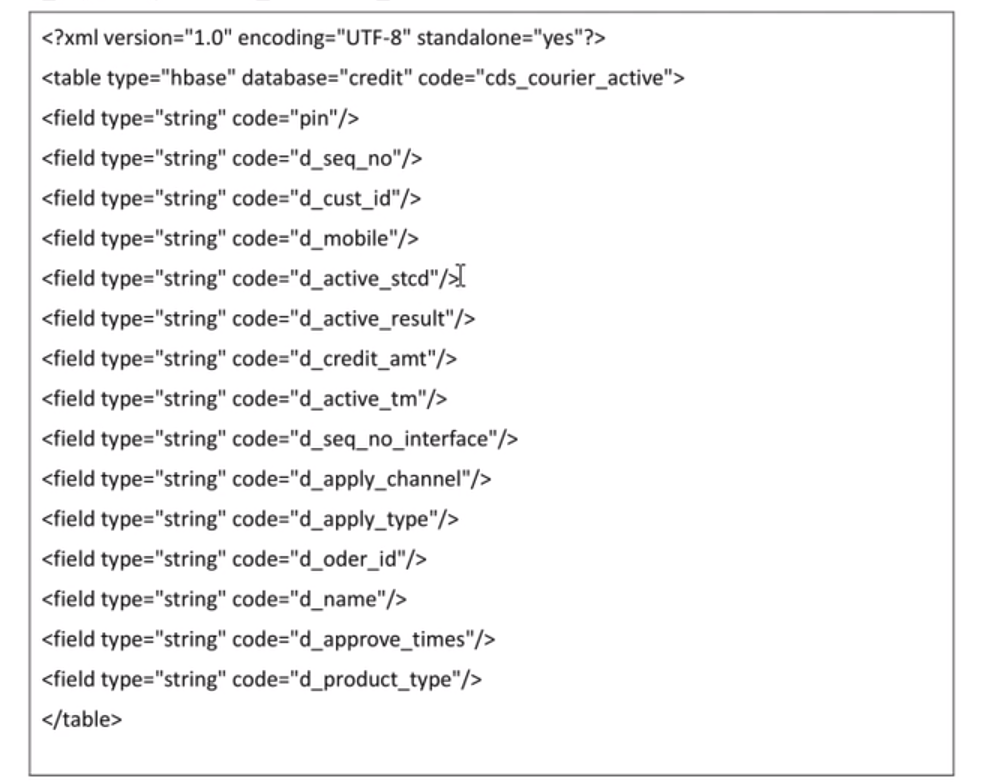 <?xml version="1.0" encoding="UTF-8" standalone="yes"?>
<table type="hbase" database="credit" code="cds_courier_active">
<field type="string" code="pin"/>
<field type="string" code="d_seq_no"/>
<field type="string" code="d_cust_id"/>
<field type="string" code="d_mobile"/>
<field type="string" code="d_active_stcd"/>
<field type="string" code="d_active_result"/>
<field type="string" code="d_credit_amt"/>
<field type="string" code="d_active_tm"/>
<field type="string" code="d_seq_no_interface"/>
<field type="string" code="d_apply_channel"/>
<field type="string" code="d_apply_type"/>
<field type="string" code="d_oder_id"/>
<field type="string" code="d_name"/>
<field type="string" code="d_approve_times"/>
<field type="string" code="d_product_type"/>
</table>